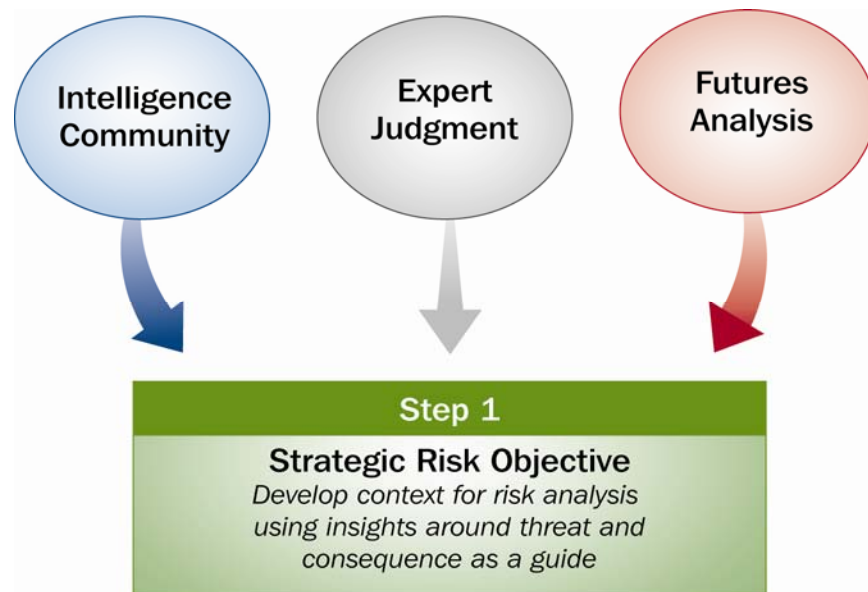 Intelligence
Community
Expert
Judgment
Futures
Analysis
Step 1
Strategic Risk Objective
Develop context for risk analysis
using insights around threat and
consequence as a guide